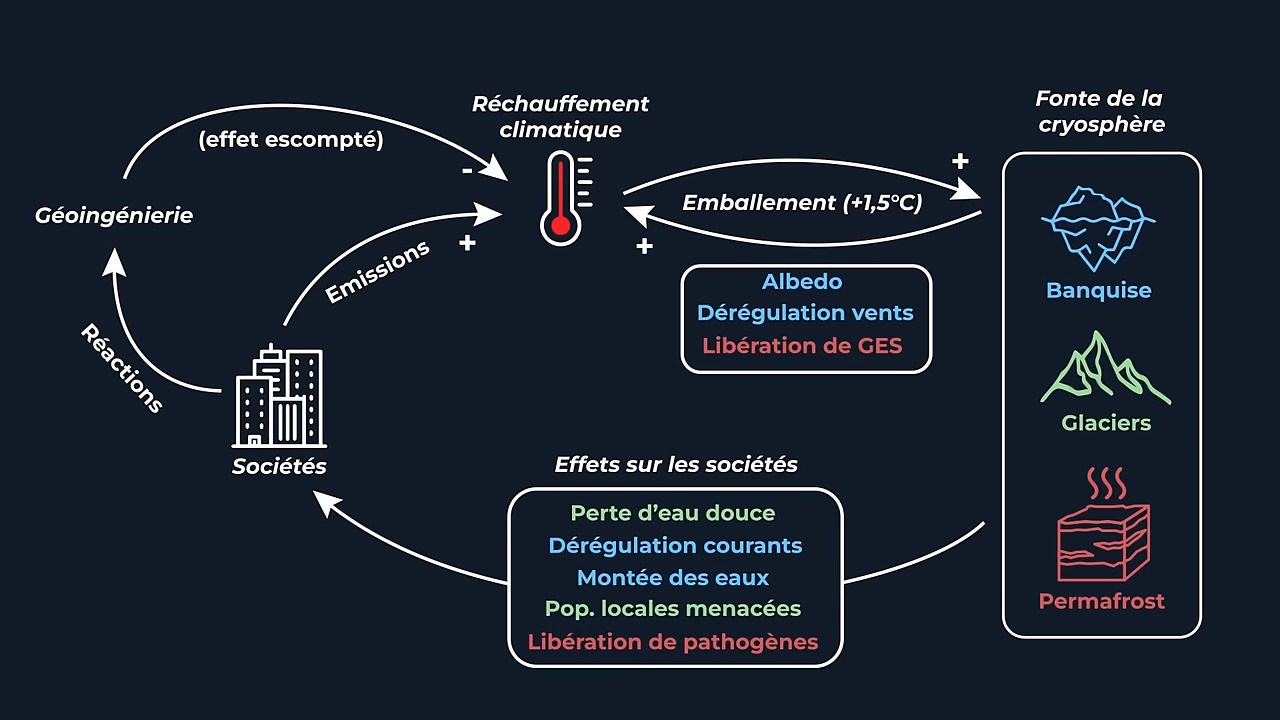 Réchauffement
climatique
Fonte de la
cryosphère
(effet escompté)
-
+
Géoingénierie
Emballement (+1,5°C)
Emissions
+
+
Albedo
Dérégulation vents
Libération de GES
Banquise
Réactions
Glaciers
Sociétés
Effets sur les sociétés
Perte d’eau douce
Dérégulation courants
Montée des eaux
Pop. locales menacées
Libération de pathogènes
Permafrost